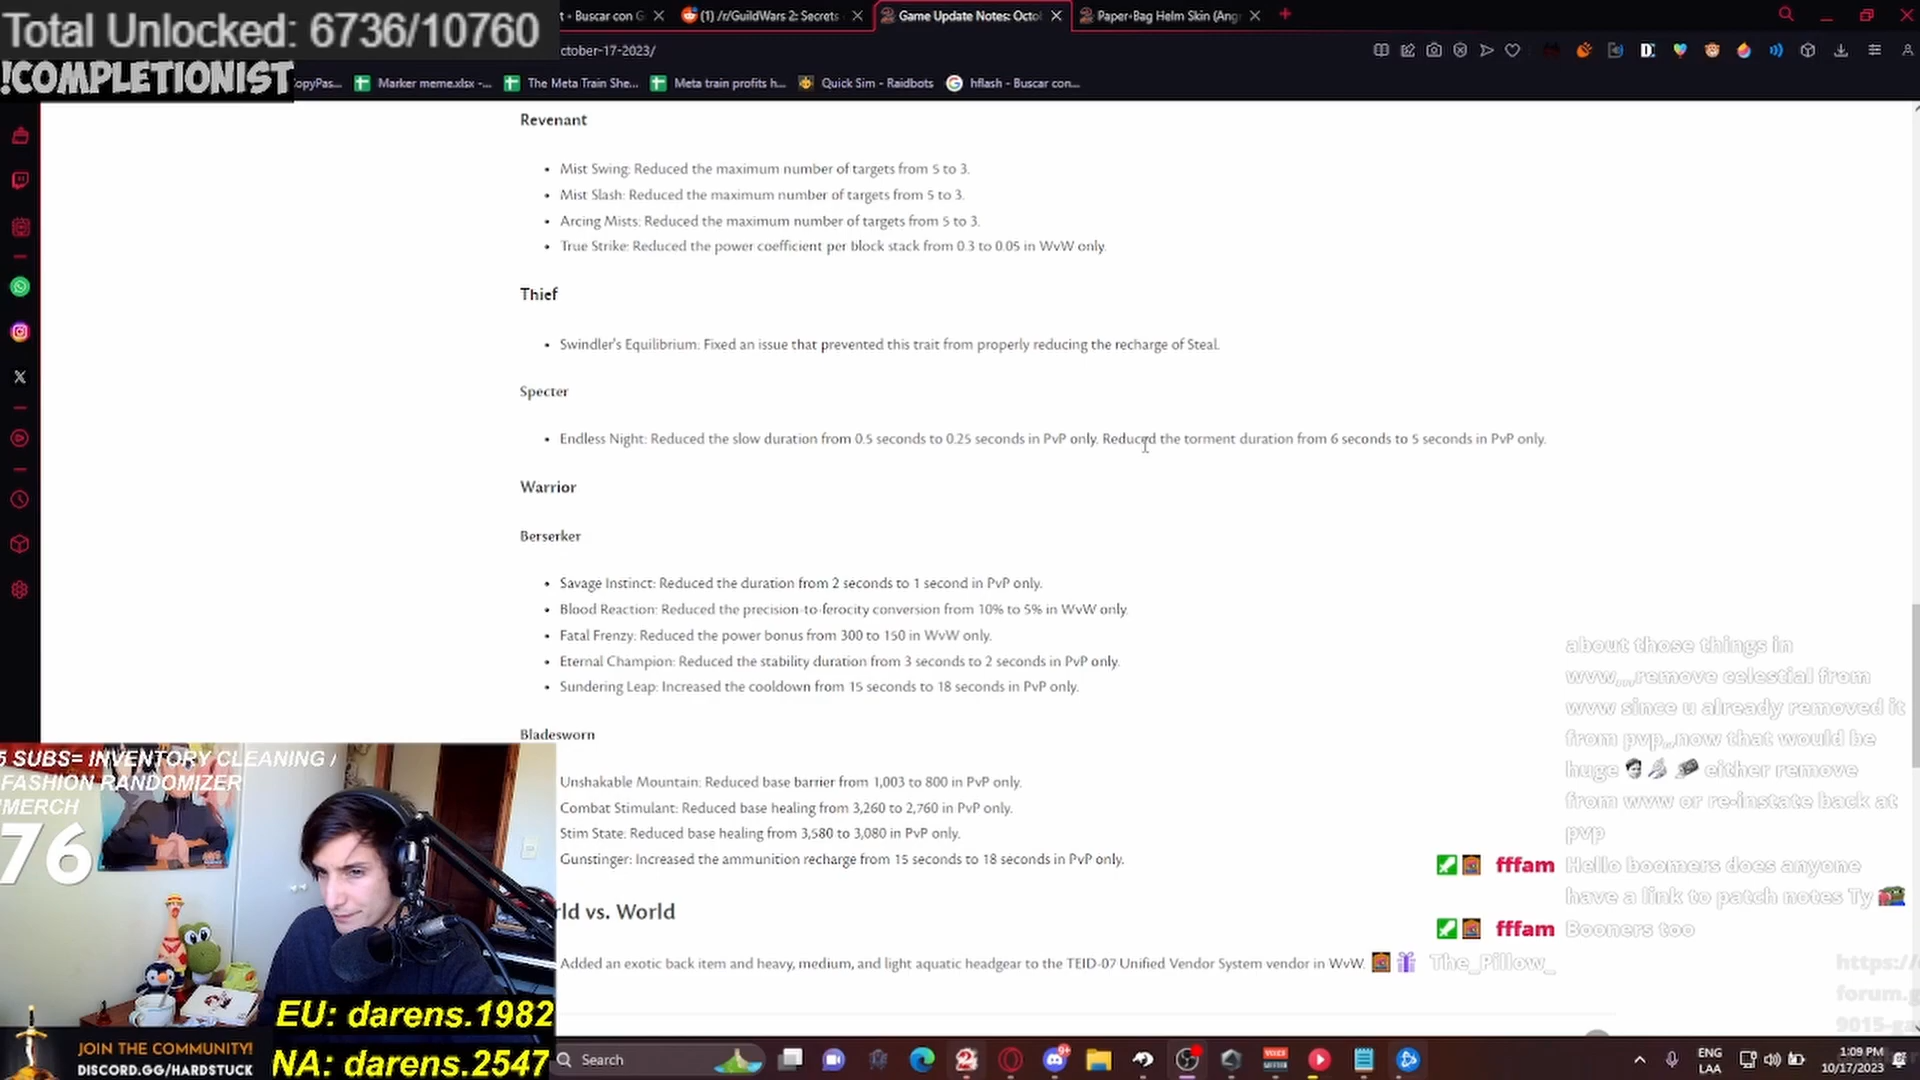 Total Unlocked: 6736/10760
!COMPLETIONIST
t • Buscar con G
(1) /r/GuildWars 2: Secrets
Game Update Notes: Octo
Paper-Bag Helm Skin (Ang
ctober-17-2023/
opyPas...
Marker meme.xlsx -...
The Meta Train She...
Meta train profits h...
Quick Sim - Raidbots
hflash - Buscar con...
Revenant
• Mist Swing: Reduced the maximum number of targets from 5 to 3.
• Mist Slash: Reduced the maximum number of targets from 5 to 3.
• Arcing Mists: Reduced the maximum number of targets from 5 to 3.
• True Strike: Reduced the power coefficient per block stack from 0.3 to 0.05 in WvW only.
Thief
• Swindler's Equilibrium: Fixed an issue that prevented this trait from properly reducing the recharge of Steal.
Specter
• Endless Night: Reduced the slow duration from 0.5 seconds to 0.25 seconds in PvP only. Reduced the torment duration from 6 seconds to 5 seconds in PvP only.
Warrior
Berserker
• Savage Instinct: Reduced the duration from 2 seconds to 1 second in PvP only.
• Blood Reaction: Reduced the precision-to-ferocity conversion from 10% to 5% in WvW only.
• Fatal Frenzy: Reduced the power bonus from 300 to 150 in WvW only.
• Eternal Champion: Reduced the stability duration from 3 seconds to 2 seconds in PvP only.
• Sundering Leap: Increased the cooldown from 15 seconds to 18 seconds in PvP only.
Bladesworn
Unshakable Mountain: Reduced base barrier from 1,003 to 800 in PvP only.
Combat Stimulant: Reduced base healing from 3,260 to 2,760 in PvP only.
Stim State: Reduced base healing from 3,580 to 3,080 in PvP only.
Gunstinger: Increased the ammunition recharge from 15 seconds to 18 seconds in PvP only.
rld vs. World
Added an exotic back item and heavy, medium, and light aquatic headgear to the TEID-07 Unified Vendor System vendor in WvW.
about those things in
wvw,,,remove celestial from
wvw since u already removed it
from pvp,,now that would be
huge either remove
from wvw or re-instate back at
pvp
fffam Hello boomers does anyone
have a link to patch notes Ty
fffam Booners too
The_Pillow_
https://
forum.g
9015-ga
5 SUBS= INVENTORY CLEANING /
FASHION RANDOMIZER
!MERCH
76
EU: darens.1982
NA: darens.2547
JOIN THE COMMUNITY!
DISCORD.GG/HARDSTUCK
Search
ENG
LAA
1:09 PM
10/17/2023